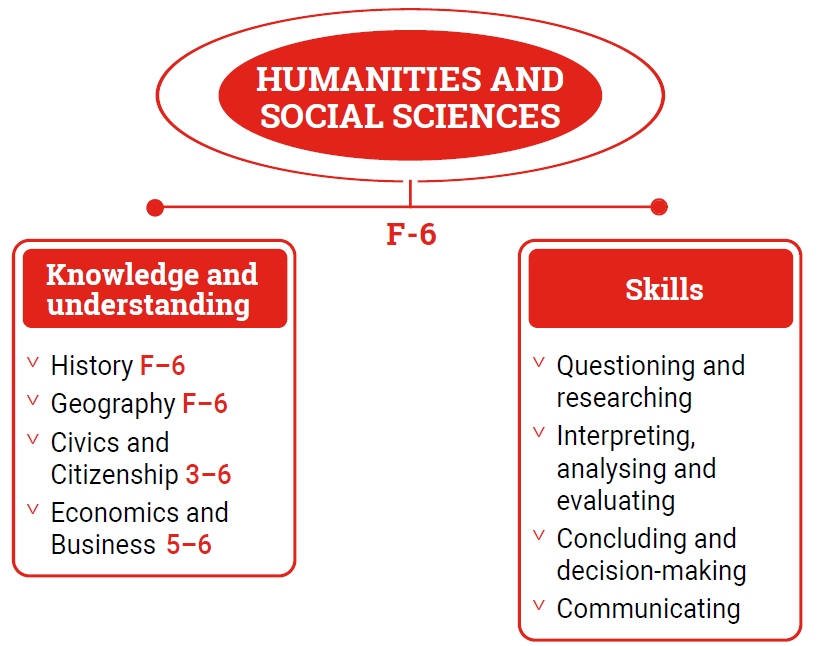 HUMANITIES AND
SOCIAL SCIENCES
F-6
Knowledge and
understanding
History F–6
Geography F–6
Civics and
Citizenship 3–6
Economics and
Business 5–6
Skills
Questioning and
researching
Interpreting,
analysing and
evaluating
Concluding and
decision-making
Communicating